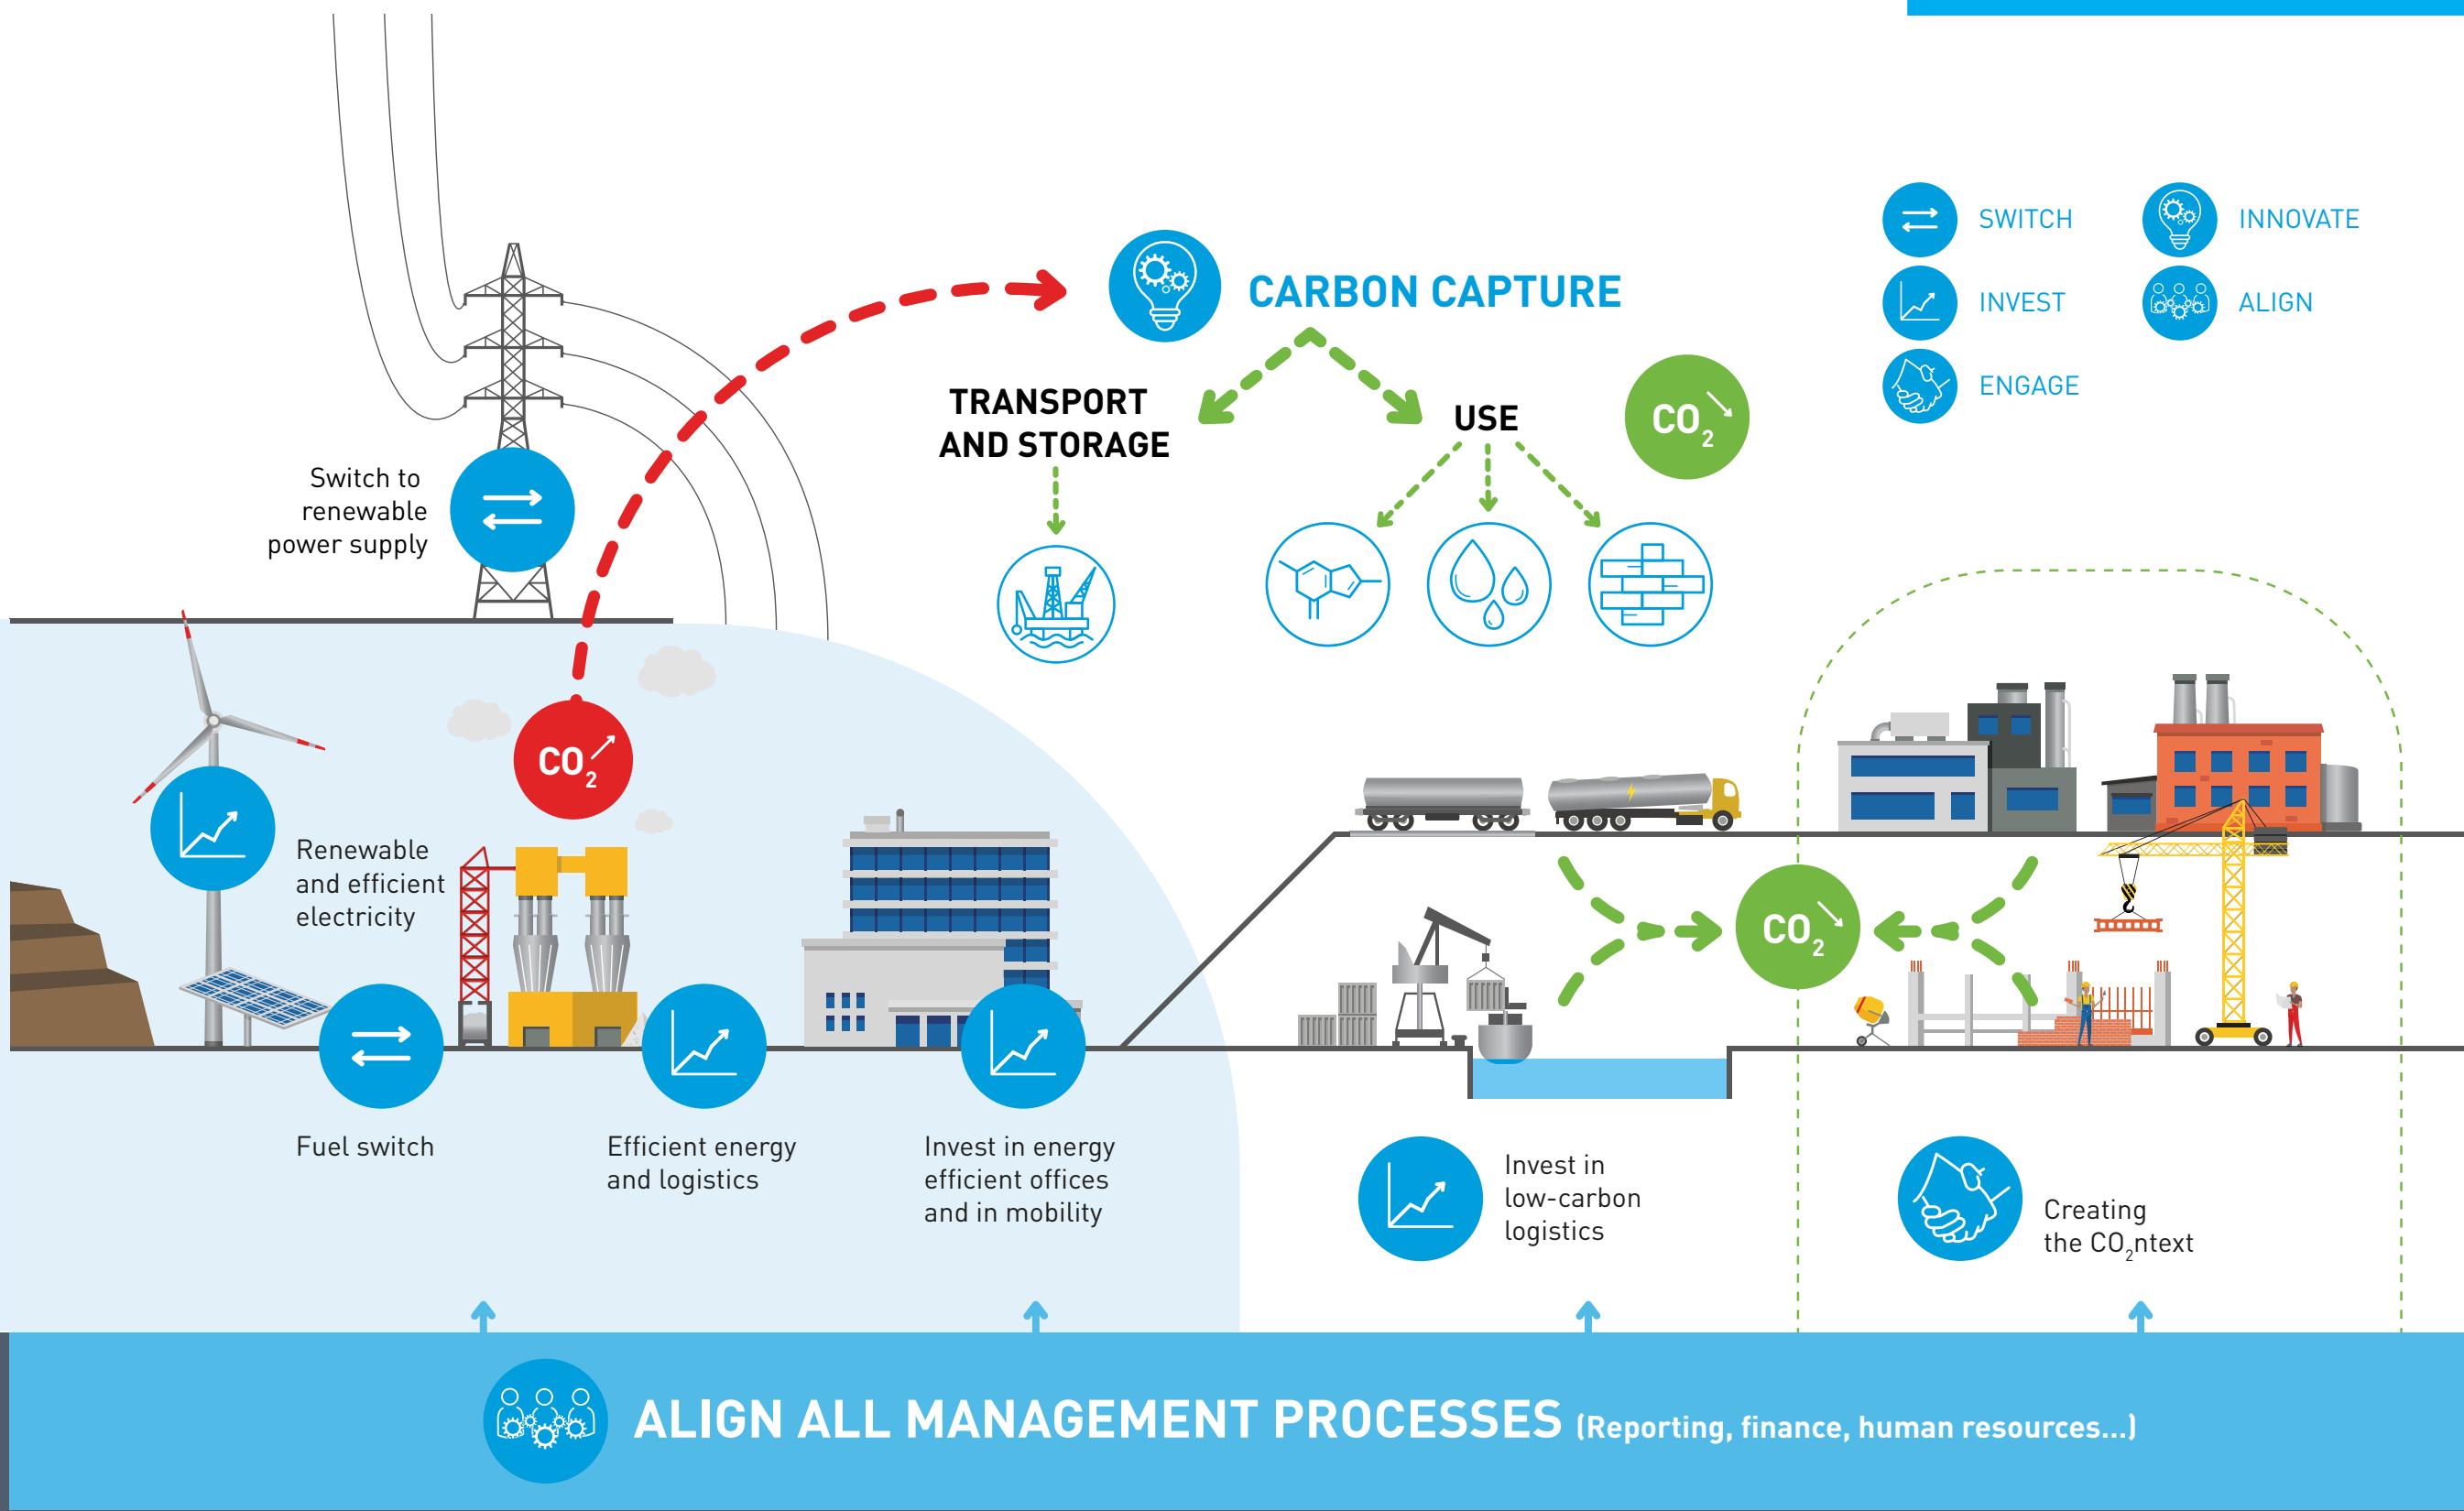 SWITCH
INNOVATE
INVEST
ALIGN
ENGAGE
CARBON CAPTURE
TRANSPORT
AND STORAGE
USE
CO2
Switch to
renewable
power supply
CO2
Renewable
and efficient
electricity
CO2
Fuel switch
Efficient energy
and logistics
Invest in energy
efficient offices
and in mobility
Invest in
low-carbon
logistics
Creating
the CO2ntext
ALIGN ALL MANAGEMENT PROCESSES (Reporting, finance, human resources...)